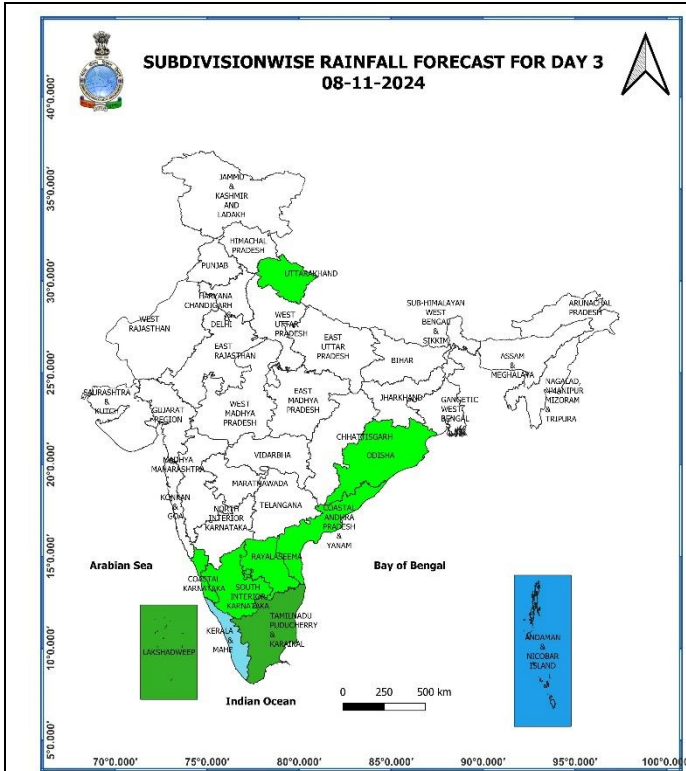 SUBDIVISIONWISE RAINFALL FORECAST FOR DAY 3
08-11-2024
40°0.000'
35°0.000'
30°0.000'
25°0.000'
20°0.000'
15°0.000'
10°0.000'
5°0.000'
JAMMU
&
KASHMIR
AND
LADAKH
HIMACHAL
PRADESH
PUNJAB
UTTARAKHAND
HARYANA
CHANDIGARH
&
DELHI
WEST
RAJASTHAN
WEST
UTTAR
PRADESH
EAST
RAJASTHAN
EAST
UTTAR
PRADESH
SUB-HIMALAYAN
WEST
BENGAL
&
SIKKIM
ARUNACHAL
PRADESH
BIHAR
ASSAM
&
MEGHALAYA
NAGALAD,
MANIPUR
MIZORAM
&
TRIPURA
SAURASHTRA
&
KUTCH
GUJARAT
REGION
WEST
MADHYA
PRADESH
EAST
MADHYA
PRADESH
JHARKHAND
GANGETIC
WEST
BENGAL
CHHATTISGARH
ODISHA
VIDARBHA
MADHYA
MAHARASHTRA
MARATHAWADA
KONKAN
&
GOA
NORTH
INTERIOR
KARNATAKA
TELANGANA
COASTAL
ANDHRA
PRADESH
&
YANAM
RAYALASEEMA
Arabian Sea
Bay of Bengal
COASTAL
KARNATAKA
SOUTH
INTERIOR
KARNATAKA
TAMILNADU
PUDUCHERRY
&
KARAIKAL
KERALA
&
MAHE
LAKSHADWEEP
ANDAMAN
&
NICOBAR
ISLAND
Indian Ocean
0 250 500 km
70°0.000' 75°0.000' 80°0.000' 85°0.000' 90°0.000' 95°0.000' 100°0.0